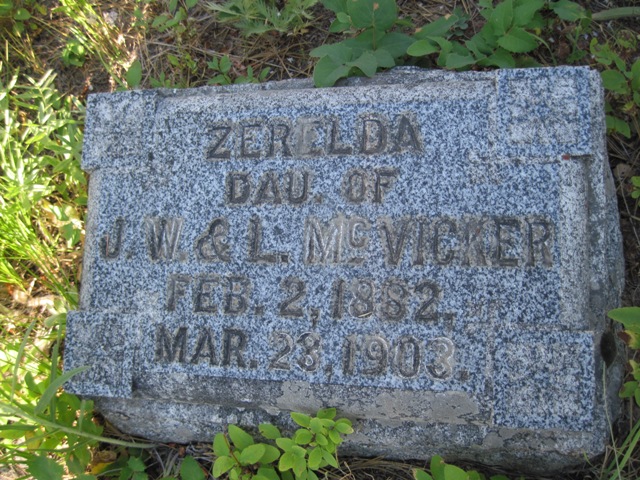 ZERELDA
DAU. OF
J. W. & L. McVICKER
FEB. 2, 1882.
MAR. 28, 1903.